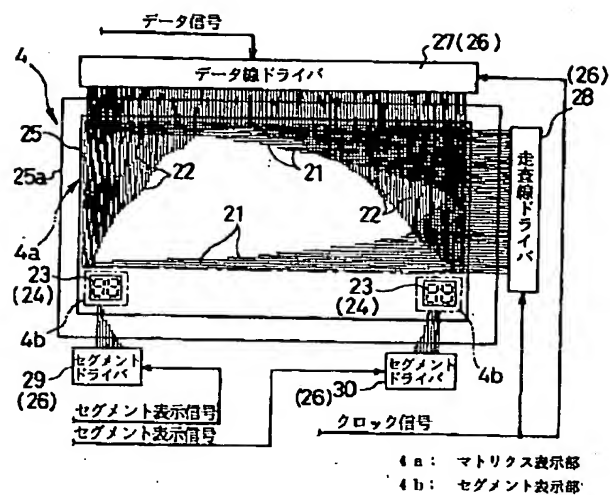 データ信号
4
27(26)
データ線ドライバ
(26)
28
25
25a
22
21
22
走査線ドライバ
4a
21
23
(24)
23
(24)
4b
4b
セグメント
ドライバ
29
(26)
セグメント
ドライバ
30
(26)
セグメント表示信号
セグメント表示信号
クロック信号
4a: マトリクス表示部
4b: セグメント表示部